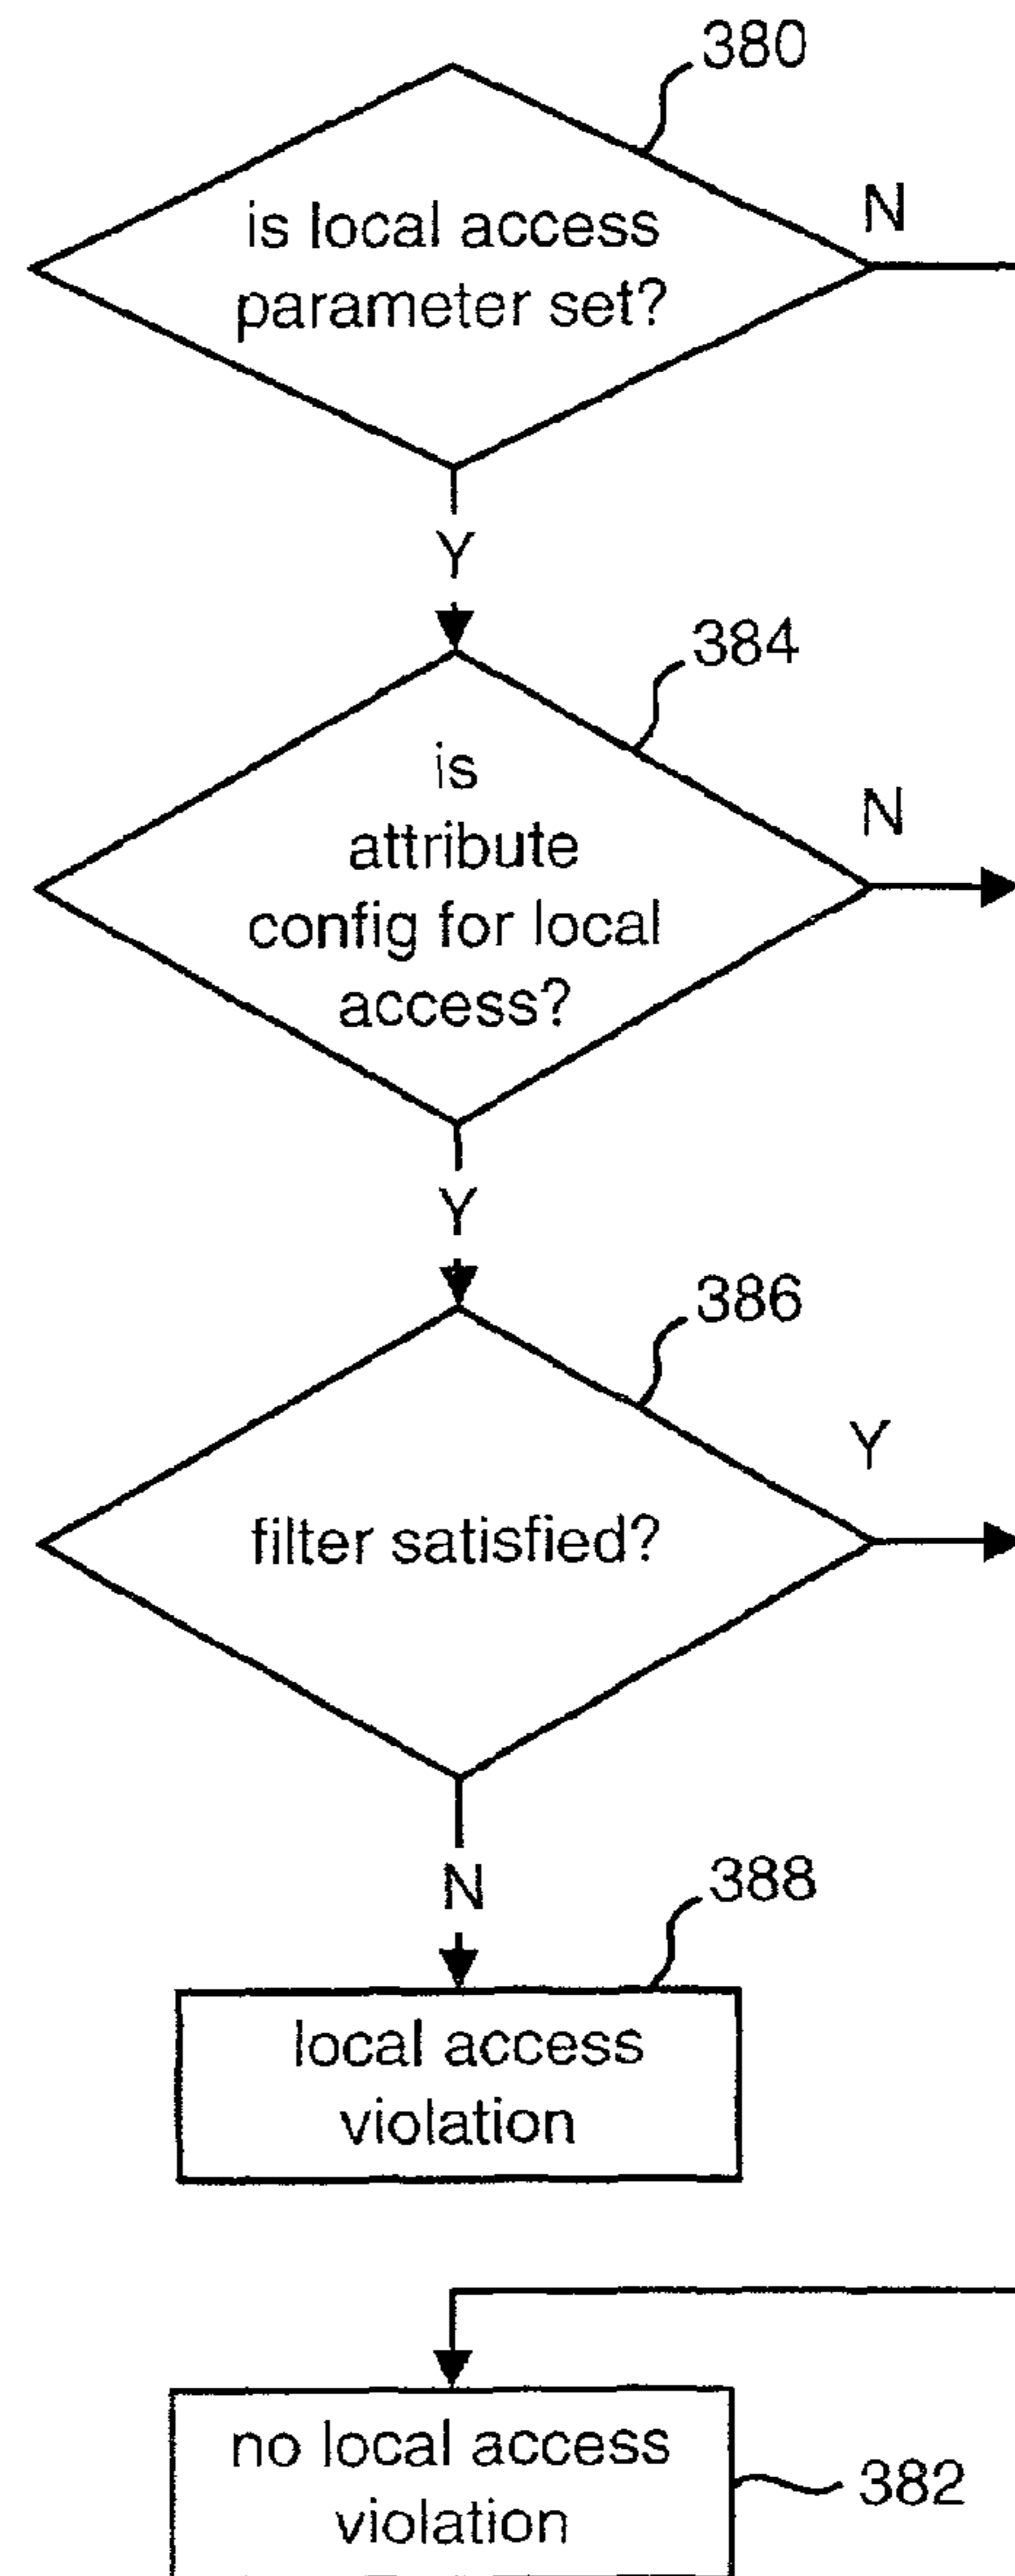 380
is local access
parameter set?
N
Y
384
is
attribute
config for local
access?
N
Y
386
filter satisfied?
Y
N
388
local access
violation
no local access
violation
382